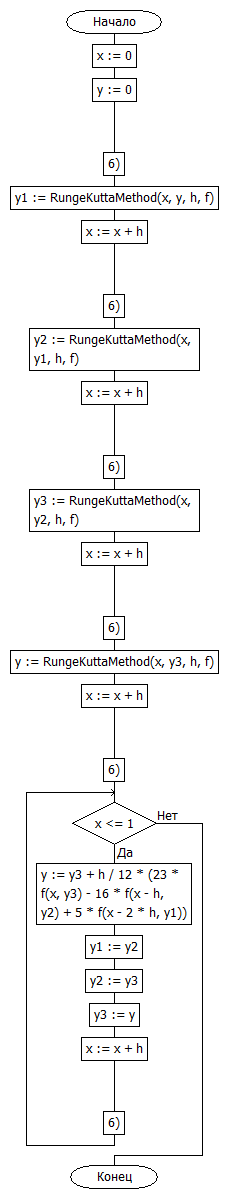 Начало
x := 0
y := 0
6)
y1 := RungeKuttaMethod(x, y, h, f)
x := x + h
6)
y2 := RungeKuttaMethod(x,
y1, h, f)
x := x + h
6)
y3 := RungeKuttaMethod(x,
y2, h, f)
x := x + h
6)
y := RungeKuttaMethod(x, y3, h, f)
x := x + h
6)
x <= 1
Нет
Да
y := y3 + h / 12 * (23 *
f(x, y3) - 16 * f(x - h,
y2) + 5 * f(x - 2 * h, y1))
y1 := y2
y2 := y3
y3 := y
x := x + h
6)
Конец